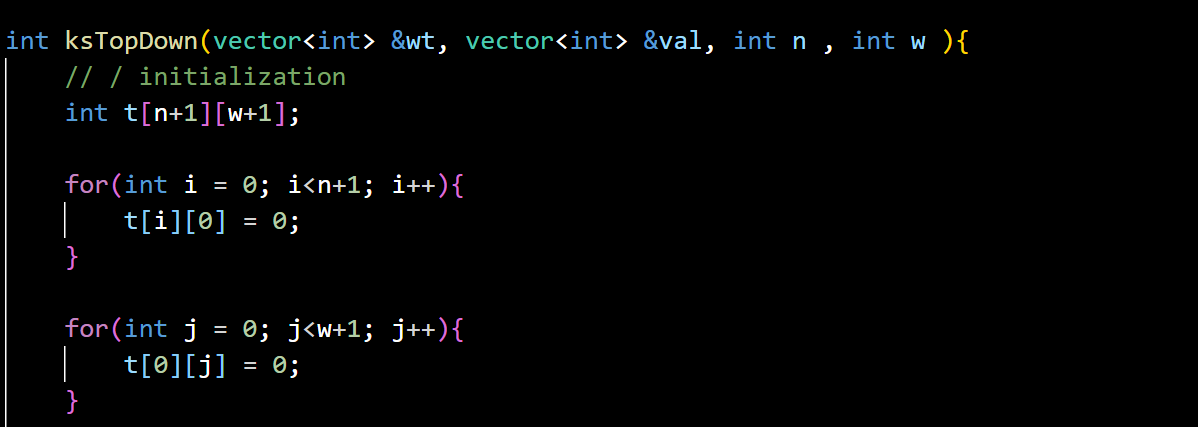 int ksTopDown(vector<int> &wt, vector<int> &val, int n , int w ){
// / initialization
int t[n+1][w+1];
for(int i = 0; i<n+1; i++){
t[i][0] = 0;
}
for(int j = 0; j<w+1; j++){
t[0][j] = 0;
}